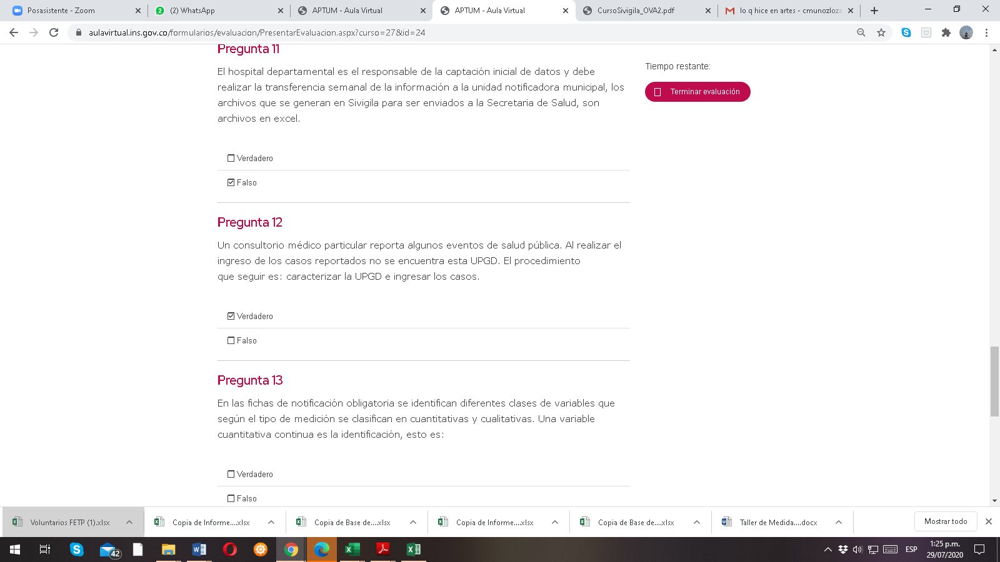 Posasistente - Zoom
(2) WhatsApp
APTUM - Aula Virtual
APTUM - Aula Virtual
CursoSivigila_OVA2.pdf
lo q hice en artes - cmunozloza
aulavirtual.ins.gov.co/formularios/evaluacion/PresentarEvaluacion.aspx?curso=27&id=24
Pregunta 11
El hospital departamental es el responsable de la captación inicial de datos y debe
realizar la transferencia semanal de la información a la unidad notificadora municipal, los
archivos que se generan en Sivigila para ser enviados a la Secretaria de Salud, son
archivos en excel.
Verdadero
Falso
Tiempo restante:
Terminar evaluación
Pregunta 12
Un consultorio médico particular reporta algunos eventos de salud pública. Al realizar el
ingreso de los casos reportados no se encuentra esta UPGD. El procedimiento
que seguir es: caracterizar la UPGD e ingresar los casos.
Verdadero
Falso
Pregunta 13
En las fichas de notificación obligatoria se identifican diferentes clases de variables que
según el tipo de medición se clasifican en cuantitativas y cualitativas. Una variable
cuantitativa continua es la identificación, esto es:
Verdadero
Falso
Voluntarios FETP (1).xlsx
Copia de Informe....xlsx
Copia de Base de....xlsx
Copia de Informe....xlsx
Copia de Base de....xlsx
Taller de Medida....docx
Mostrar todo
42
ESP
1:25 p.m.
29/07/2020